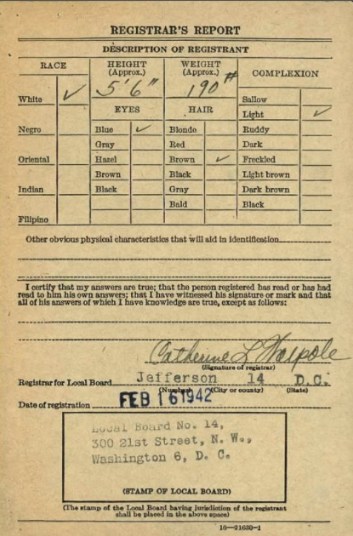 REGISTRAR'S REPORT
DESCRIPTION OF REGISTRANT
RACE
HEIGHT (Approx.)
WEIGHT (Approx.)
COMPLEXION
5' 6"
190#
White ✓
Sallow
EYES
HAIR
Light ✓
Negro
Blue ✓
Blonde
Ruddy
Gray
Red
Dark
Oriental
Hazel
Brown ✓
Freckled
Brown
Black
Light brown
Indian
Black
Gray
Dark brown
Bald
Black
Filipino
Other obvious physical characteristics that will aid in identification
I certify that my answers are true; that the person registered has read or has had
read to him his own answers; that I have witnessed his signature or mark and that
all of his answers of which I have knowledge are true, except as follows:
Catherine L Walpole
(Signature of registrar)
Registrar for Local Board Jefferson 14 D.C.
(Number) (City or county) (State)
Date of registration FEB 16 1942
Local Board No. 14,
300 21st Street, N. W.,
Washington 6, D. C.
(STAMP OF LOCAL BOARD)
(The stamp of the Local Board having jurisdiction of the registrant
shall be placed in the above space)
16—21632-1